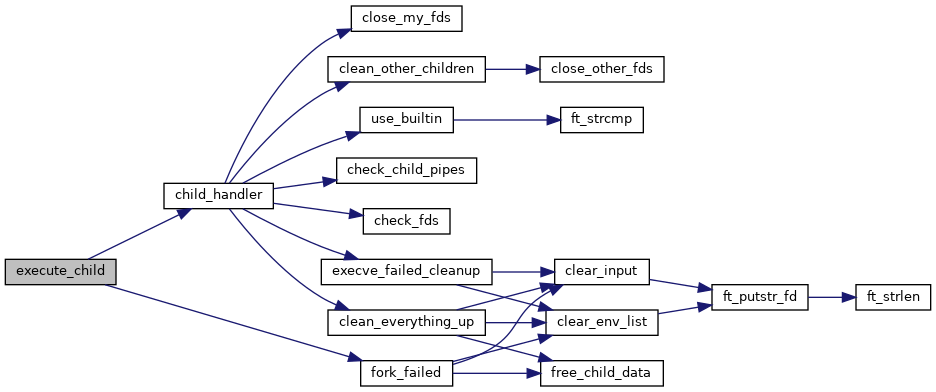 close_my_fds
clean_other_children
close_other_fds
use_builtin
ft_strcmp
check_child_pipes
child_handler
check_fds
execute_child
execve_failed_cleanup
clear_input
ft_putstr_fd
ft_strlen
clean_everything_up
clear_env_list
fork_failed
free_child_data